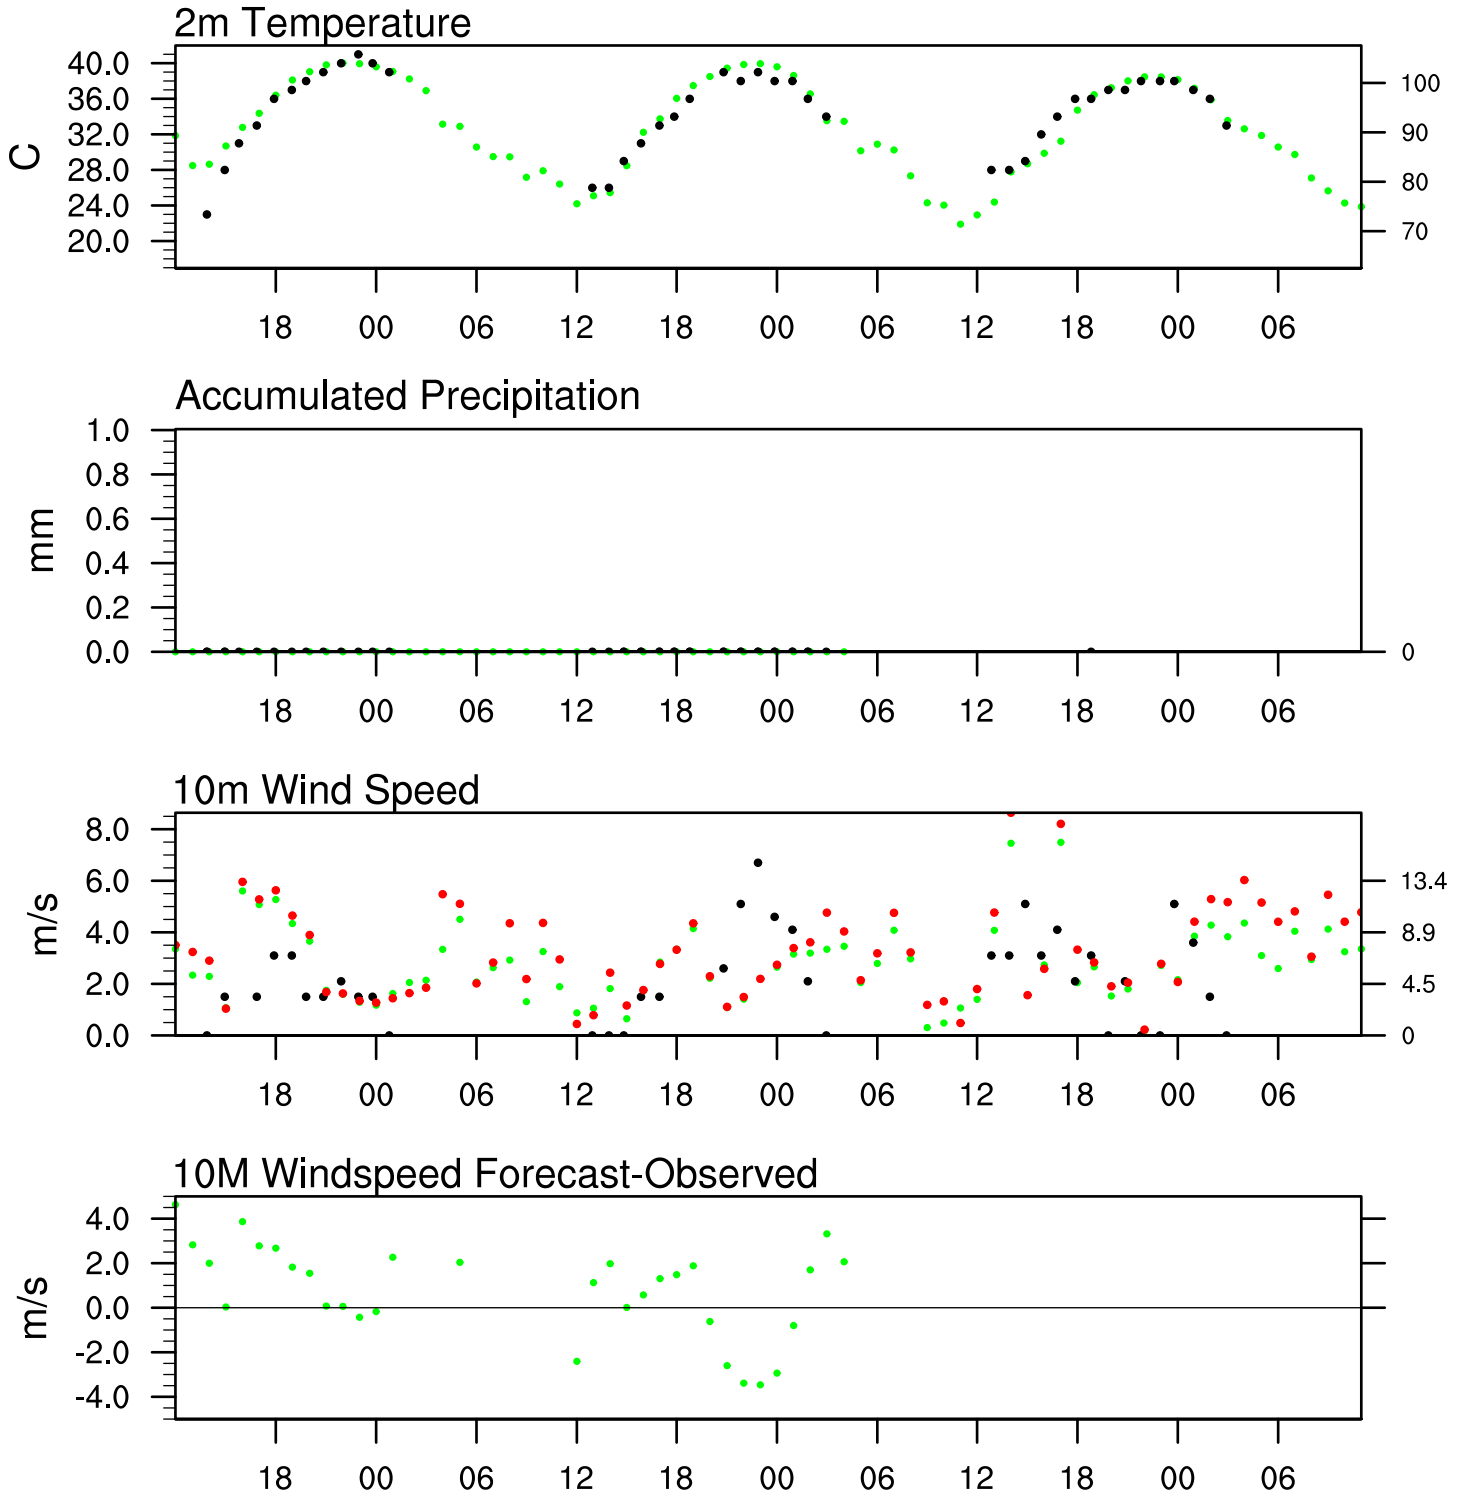 2m Temperature
40.0
36.0
32.0
28.0
24.0
20.0
C
100
90
80
70
18 00 06 12 18 00 06 12 18 00 06
Accumulated Precipitation
1.0
0.8
0.6
0.4
0.2
0.0
mm
0
18 00 06 12 18 00 06 12 18 00 06
10m Wind Speed
8.0
6.0
4.0
2.0
0.0
m/s
13.4
8.9
4.5
0
18 00 06 12 18 00 06 12 18 00 06
10M Windspeed Forecast-Observed
4.0
2.0
0.0
-2.0
-4.0
m/s
18 00 06 12 18 00 06 12 18 00 06